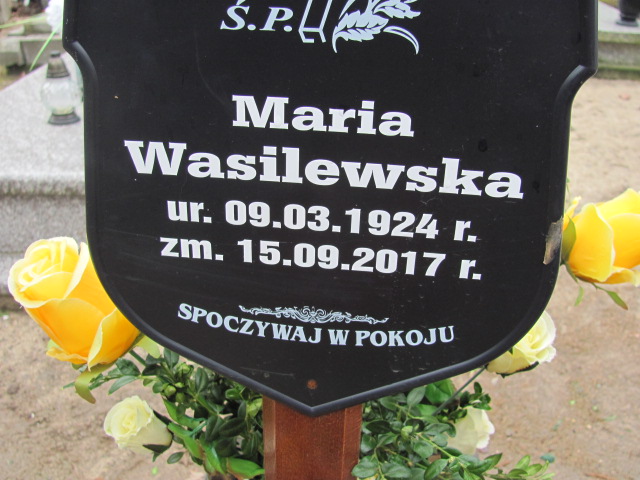 Ś.P.
Maria
Wasilewska
ur. 09.03.1924 r.
zm. 15.09.2017 r.
SPOCZYWAJ W POKOJU